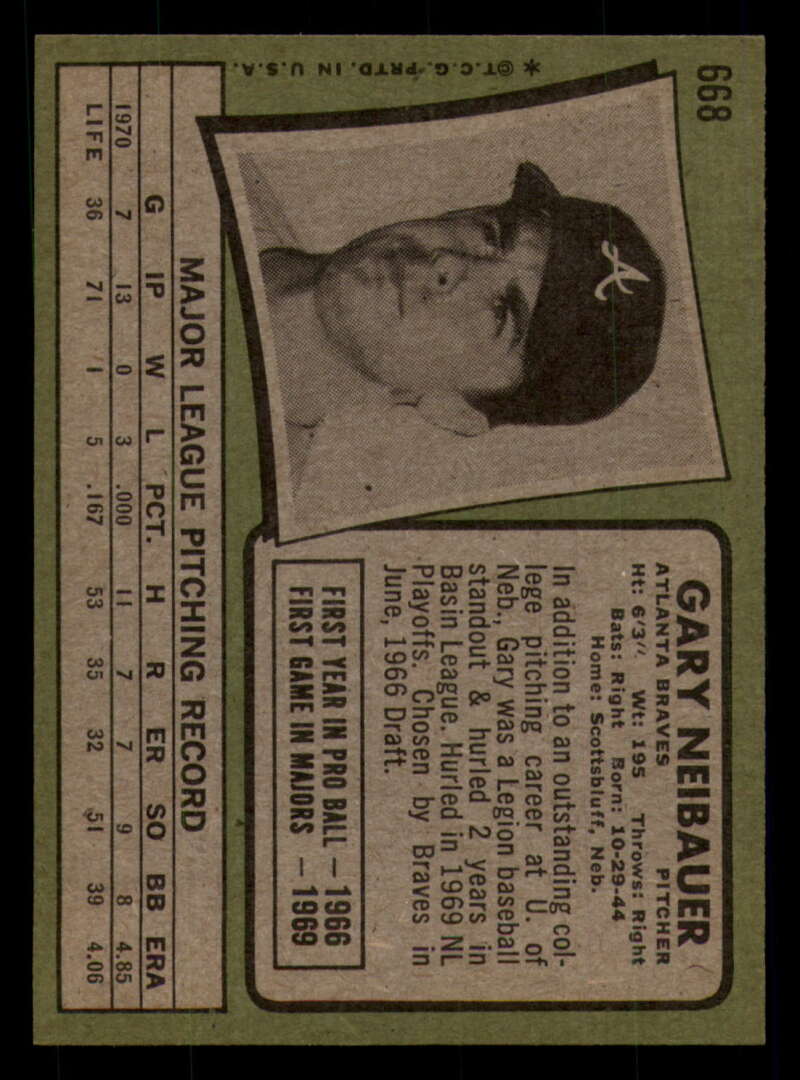 668
A
* @T.C.G. PRTD. IN U.S.A.
GARY NEIBAUER
ATLANTA BRAVES PITCHER
Ht: 6'3" Wt: 195 Throws: Right
Bats: Right Born: 10-29-44
Home: Scottsbluff, Neb.
In addition to an outstanding col-
lege pitching career at U. of
Neb., Gary was a Legion baseball
standout & hurled 2 years in
Basin League. Hurled in 1969 NL
Playoffs. Chosen by Braves in
June, 1966 Draft.
FIRST YEAR IN PRO BALL — 1966
FIRST GAME IN MAJORS — 1969
MAJOR LEAGUE PITCHING RECORD
G IP W L PCT. H R ER SO BB ERA
1970 7 13 0 3 .000 11 7 7 9 8 4.85
LIFE 36 71 1 5 .167 53 35 32 51 39 4.06